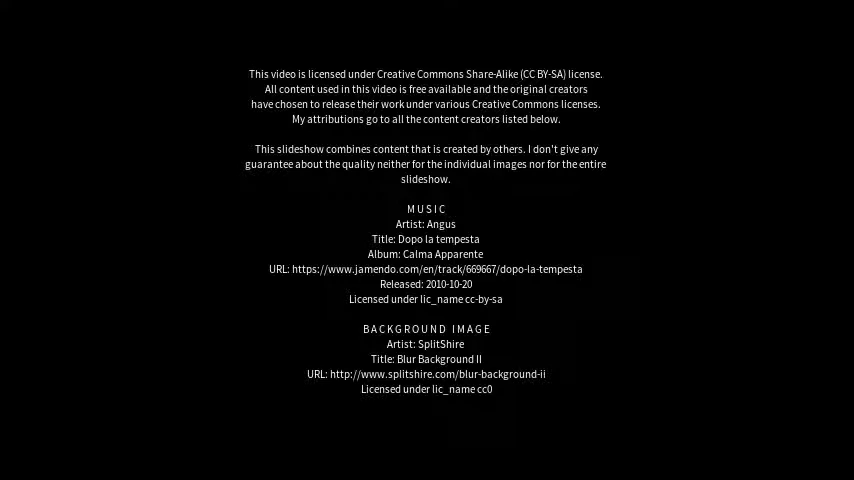 This video is licensed under Creative Commons Share-Alike (CC BY-SA) license.
All content used in this video is free available and the original creators
have chosen to release their work under various Creative Commons licenses.
My attributions go to all the content creators listed below.
This slideshow combines content that is created by others. I don't give any
guarantee about the quality neither for the individual images nor for the entire
slideshow.
MUSIC
Artist: Angus
Title: Dopo la tempesta
Album: Calma Apparente
URL: https://www.jamendo.com/en/track/669667/dopo-la-tempesta
Released: 2010-10-20
Licensed under lic_name cc-by-sa
BACKGROUND IMAGE
Artist: SplitShire
Title: Blur Background II
URL: http://www.splitshire.com/blur-background-ii
Licensed under lic_name cc0